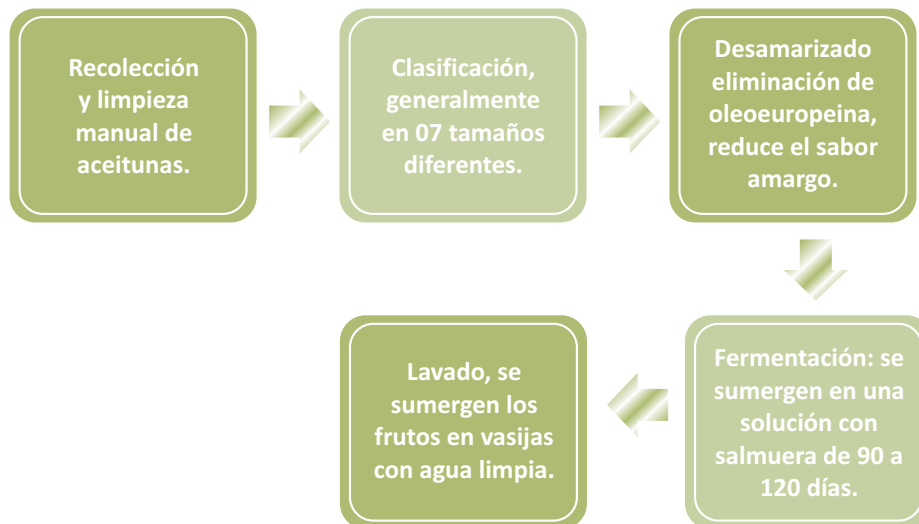 Recolección
y limpieza
manual de
aceitunas.
Clasificación,
generalmente
en 07 tamaños
diferentes.
Desamarizado
eliminación de
oleoeuropeina,
reduce el sabor
amargo.
Fermentación: se
sumergen en una
solución con
salmuera de 90 a
120 días.
Lavado, se
sumergen los
frutos en vasijas
con agua limpia.